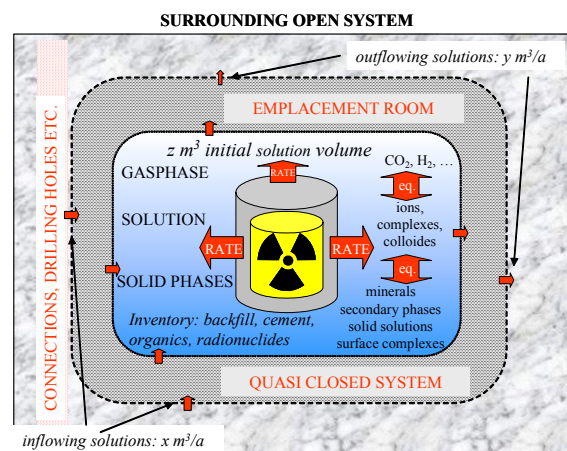 SURROUNDING OPEN SYSTEM
outflowing solutions: y m³/a
EMPLACEMENT ROOM
CONNECTIONS, DRILLING HOLES ETC.
z m³ initial solution volume
GASPHASE
RATE
CO₂, H₂, …
eq.
ions,
complexes,
colloides
SOLUTION
RATE
RATE
eq.
SOLID PHASES
minerals
secondary phases
solid solutions
surface complexes
Inventory: backfill, cement,
organics, radionuclides
QUASI CLOSED SYSTEM
inflowing solutions: x m³/a